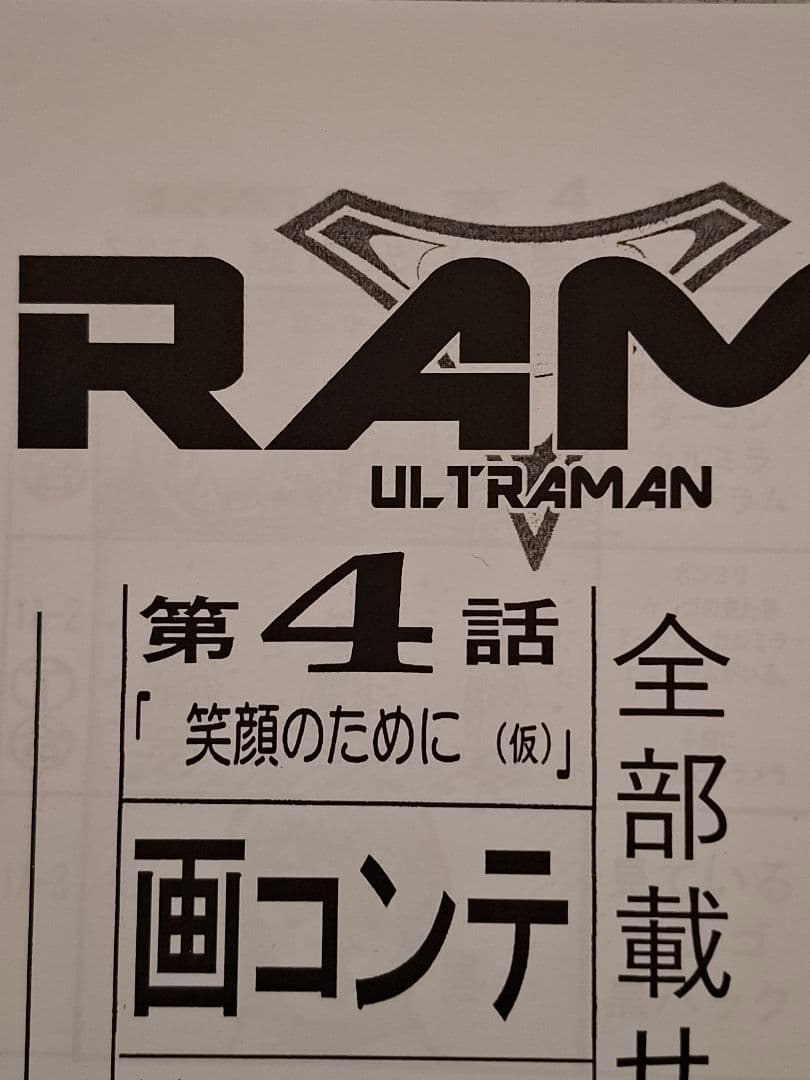 RAM
ULTRAMAN
第4話
「 笑顔のために (仮)」
画コンテ
全部載せ